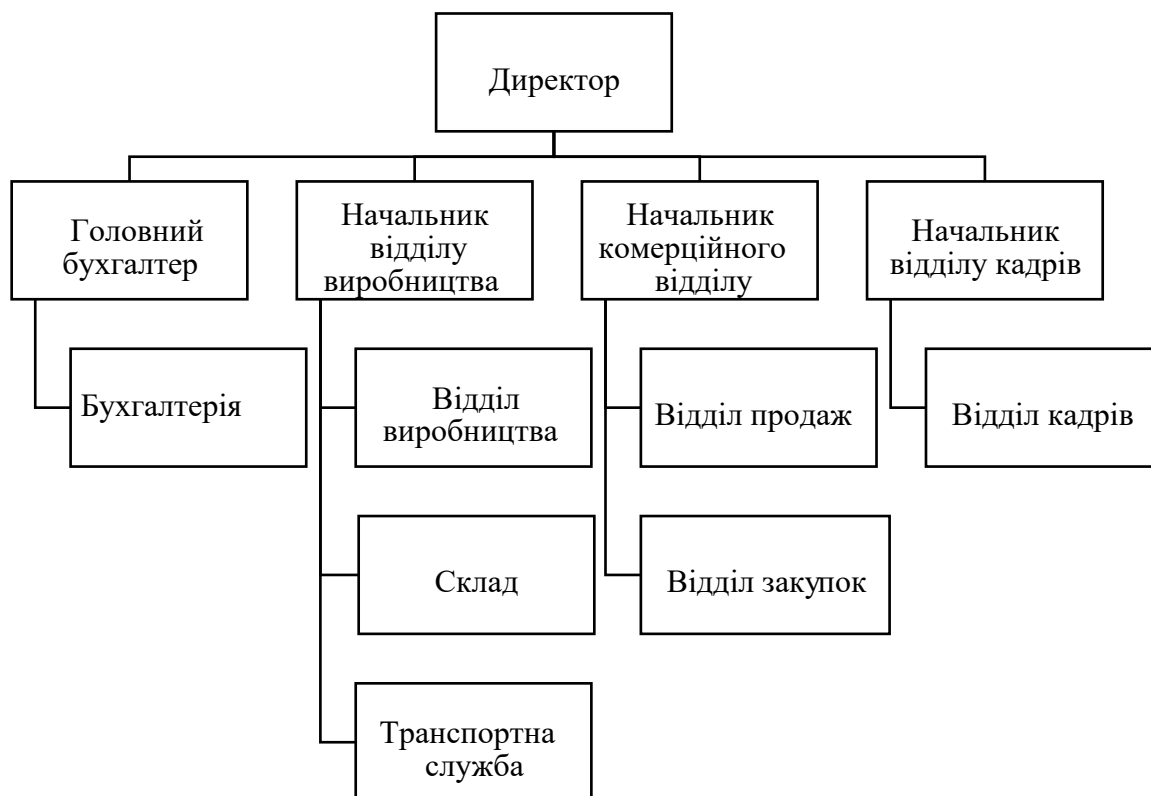 Директор
Головний
бухгалтер
Начальник
відділу
виробництва
Начальник
комерційного
відділу
Начальник
відділу кадрів
Бухгалтерія
Відділ
виробництва
Відділ продаж
Відділ кадрів
Склад
Відділ закупок
Транспортна
служба